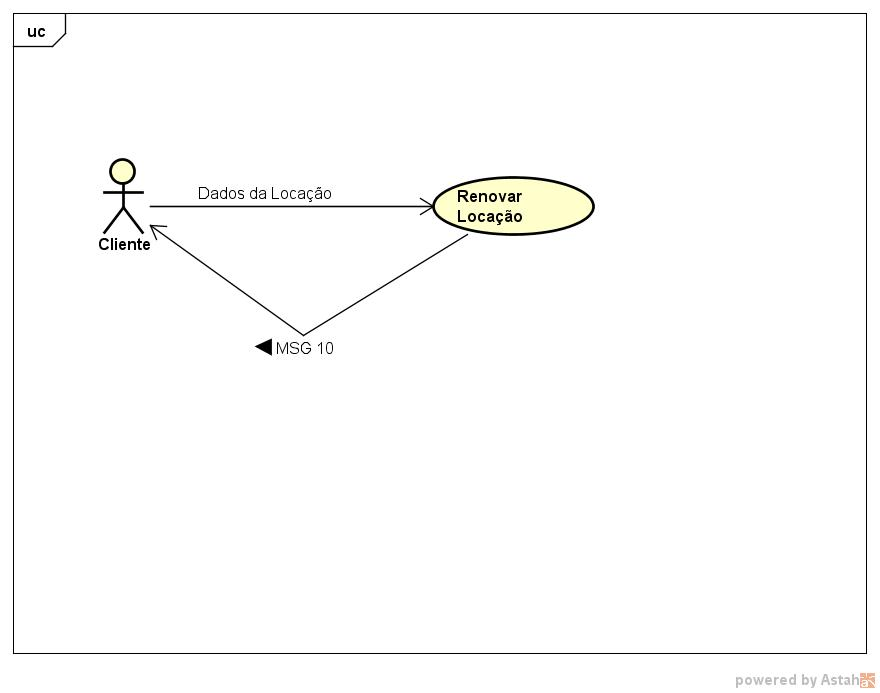 uc
Dados da Locação
Renovar
Locação
Cliente
MSG 10
powered by Astah